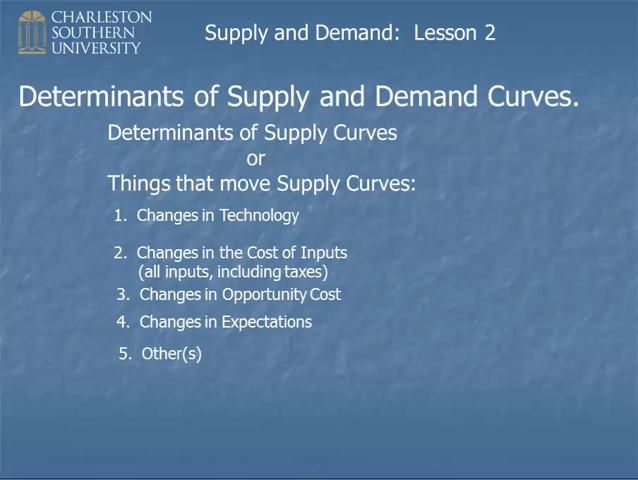 CHARLESTON
SOUTHERN
UNIVERSITY
Supply and Demand: Lesson 2
Determinants of Supply and Demand Curves.
Determinants of Supply Curves
or
Things that move Supply Curves:
1. Changes in Technology
2. Changes in the Cost of Inputs
(all inputs, including taxes)
3. Changes in Opportunity Cost
4. Changes in Expectations
5. Other(s)